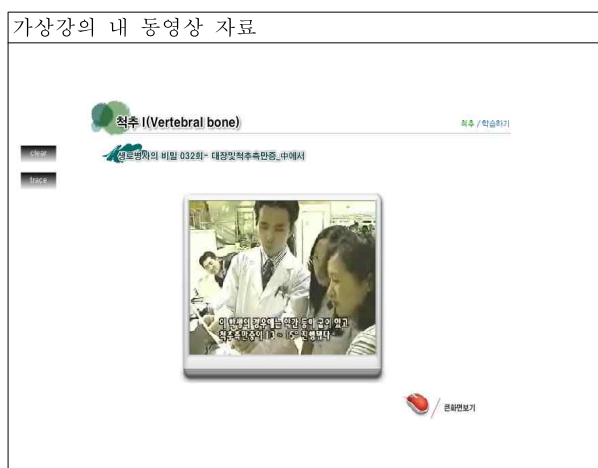 가상강의 내 동영상 자료
척추 I(Vertebral bone)
척추 / 학습하기
clear
생로병사의 비밀 032회- 대장및척추측만증_中에서
trace
이 학생의 경우에는 약간 등이 굽어 있고
척추측만증이 13 ~ 15° 진행됐다
큰화면보기